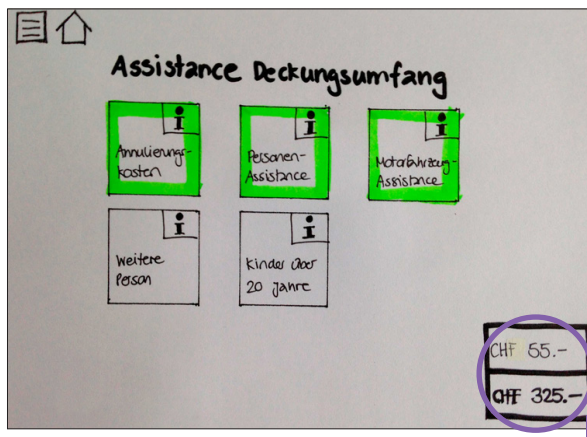 Assistance Deckungsumfang
i
i
i
Annulierungs-
kosten
Personen-
Assistance
Motorfahrzeug-
Assistance
i
i
Weitere
Person
Kinder über
20 Jahre
CHF 55.-
CHF 325.-